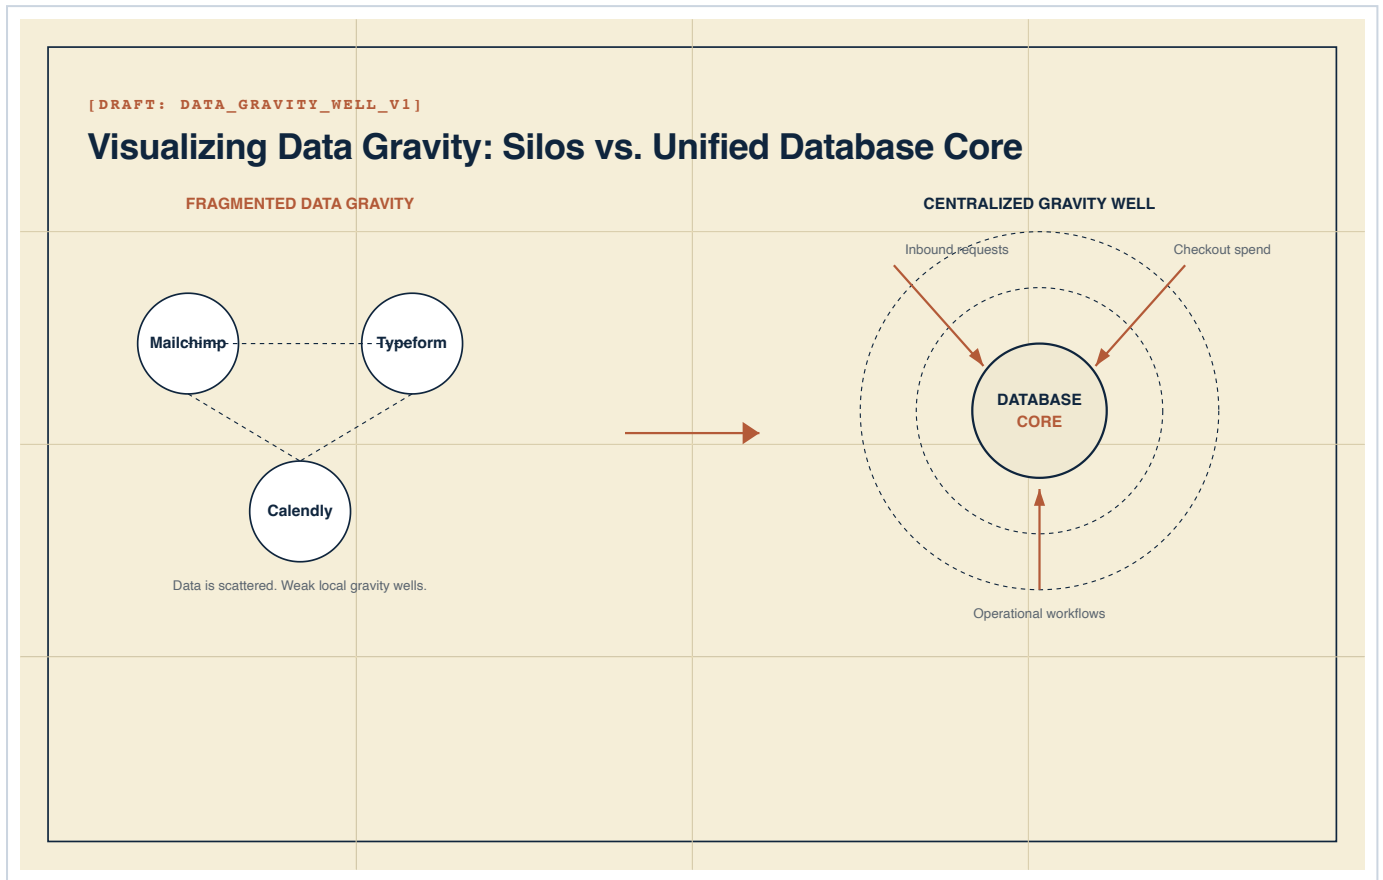 [DRAFT: DATA_GRAVITY_WELL_V1]
Visualizing Data Gravity: Silos vs. Unified Database Core
FRAGMENTED DATA GRAVITY
Mailchimp
Typeform
Calendly
Data is scattered. Weak local gravity wells.
CENTRALIZED GRAVITY WELL
Inbound requests
Checkout spend
DATABASE
CORE
Operational workflows